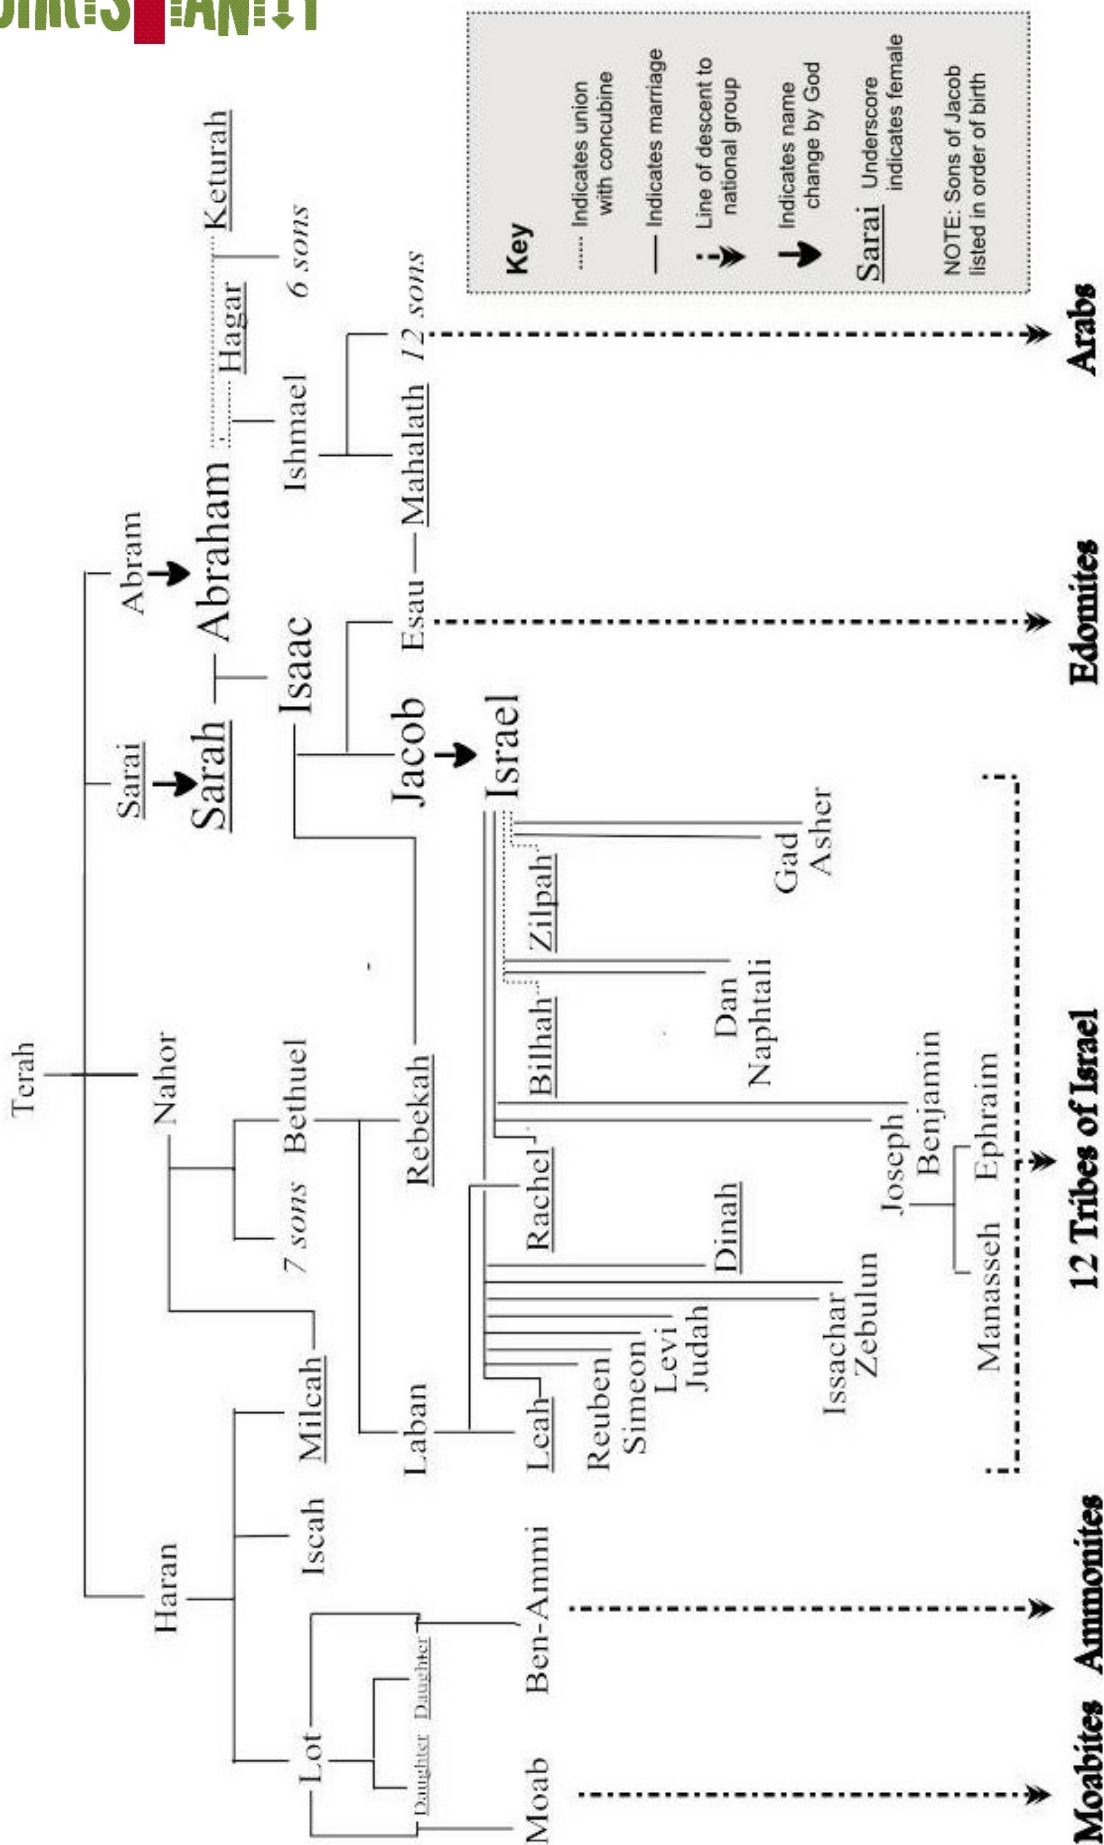 Terah
Haran
Nahor
Sarai
Abram
Lot
Iscah
Milcah
7 sons
Bethuel
Sarah
Abraham
Hagar
Keturah
Isaac
Ishmael
6 sons
Daughter
Daughter
Laban
Rebekah
Jacob
Esau
Mahalath
12 sons
Moab
Ben-Ammi
Leah
Rachel
Bilhah
Zilpah
Israel
Reuben
Simeon
Levi
Judah
Dinah
Dan
Naphtali
Gad
Asher
Issachar
Zebulun
Joseph
Benjamin
Manasseh
Ephraim
Moabites
Ammonites
12 Tribes of Israel
Edomites
Arabs
Key
Indicates union
with concubine
Indicates marriage
Line of descent to
national group
Indicates name
change by God
Sarai Underscore
indicates female
NOTE: Sons of Jacob
listed in order of birth